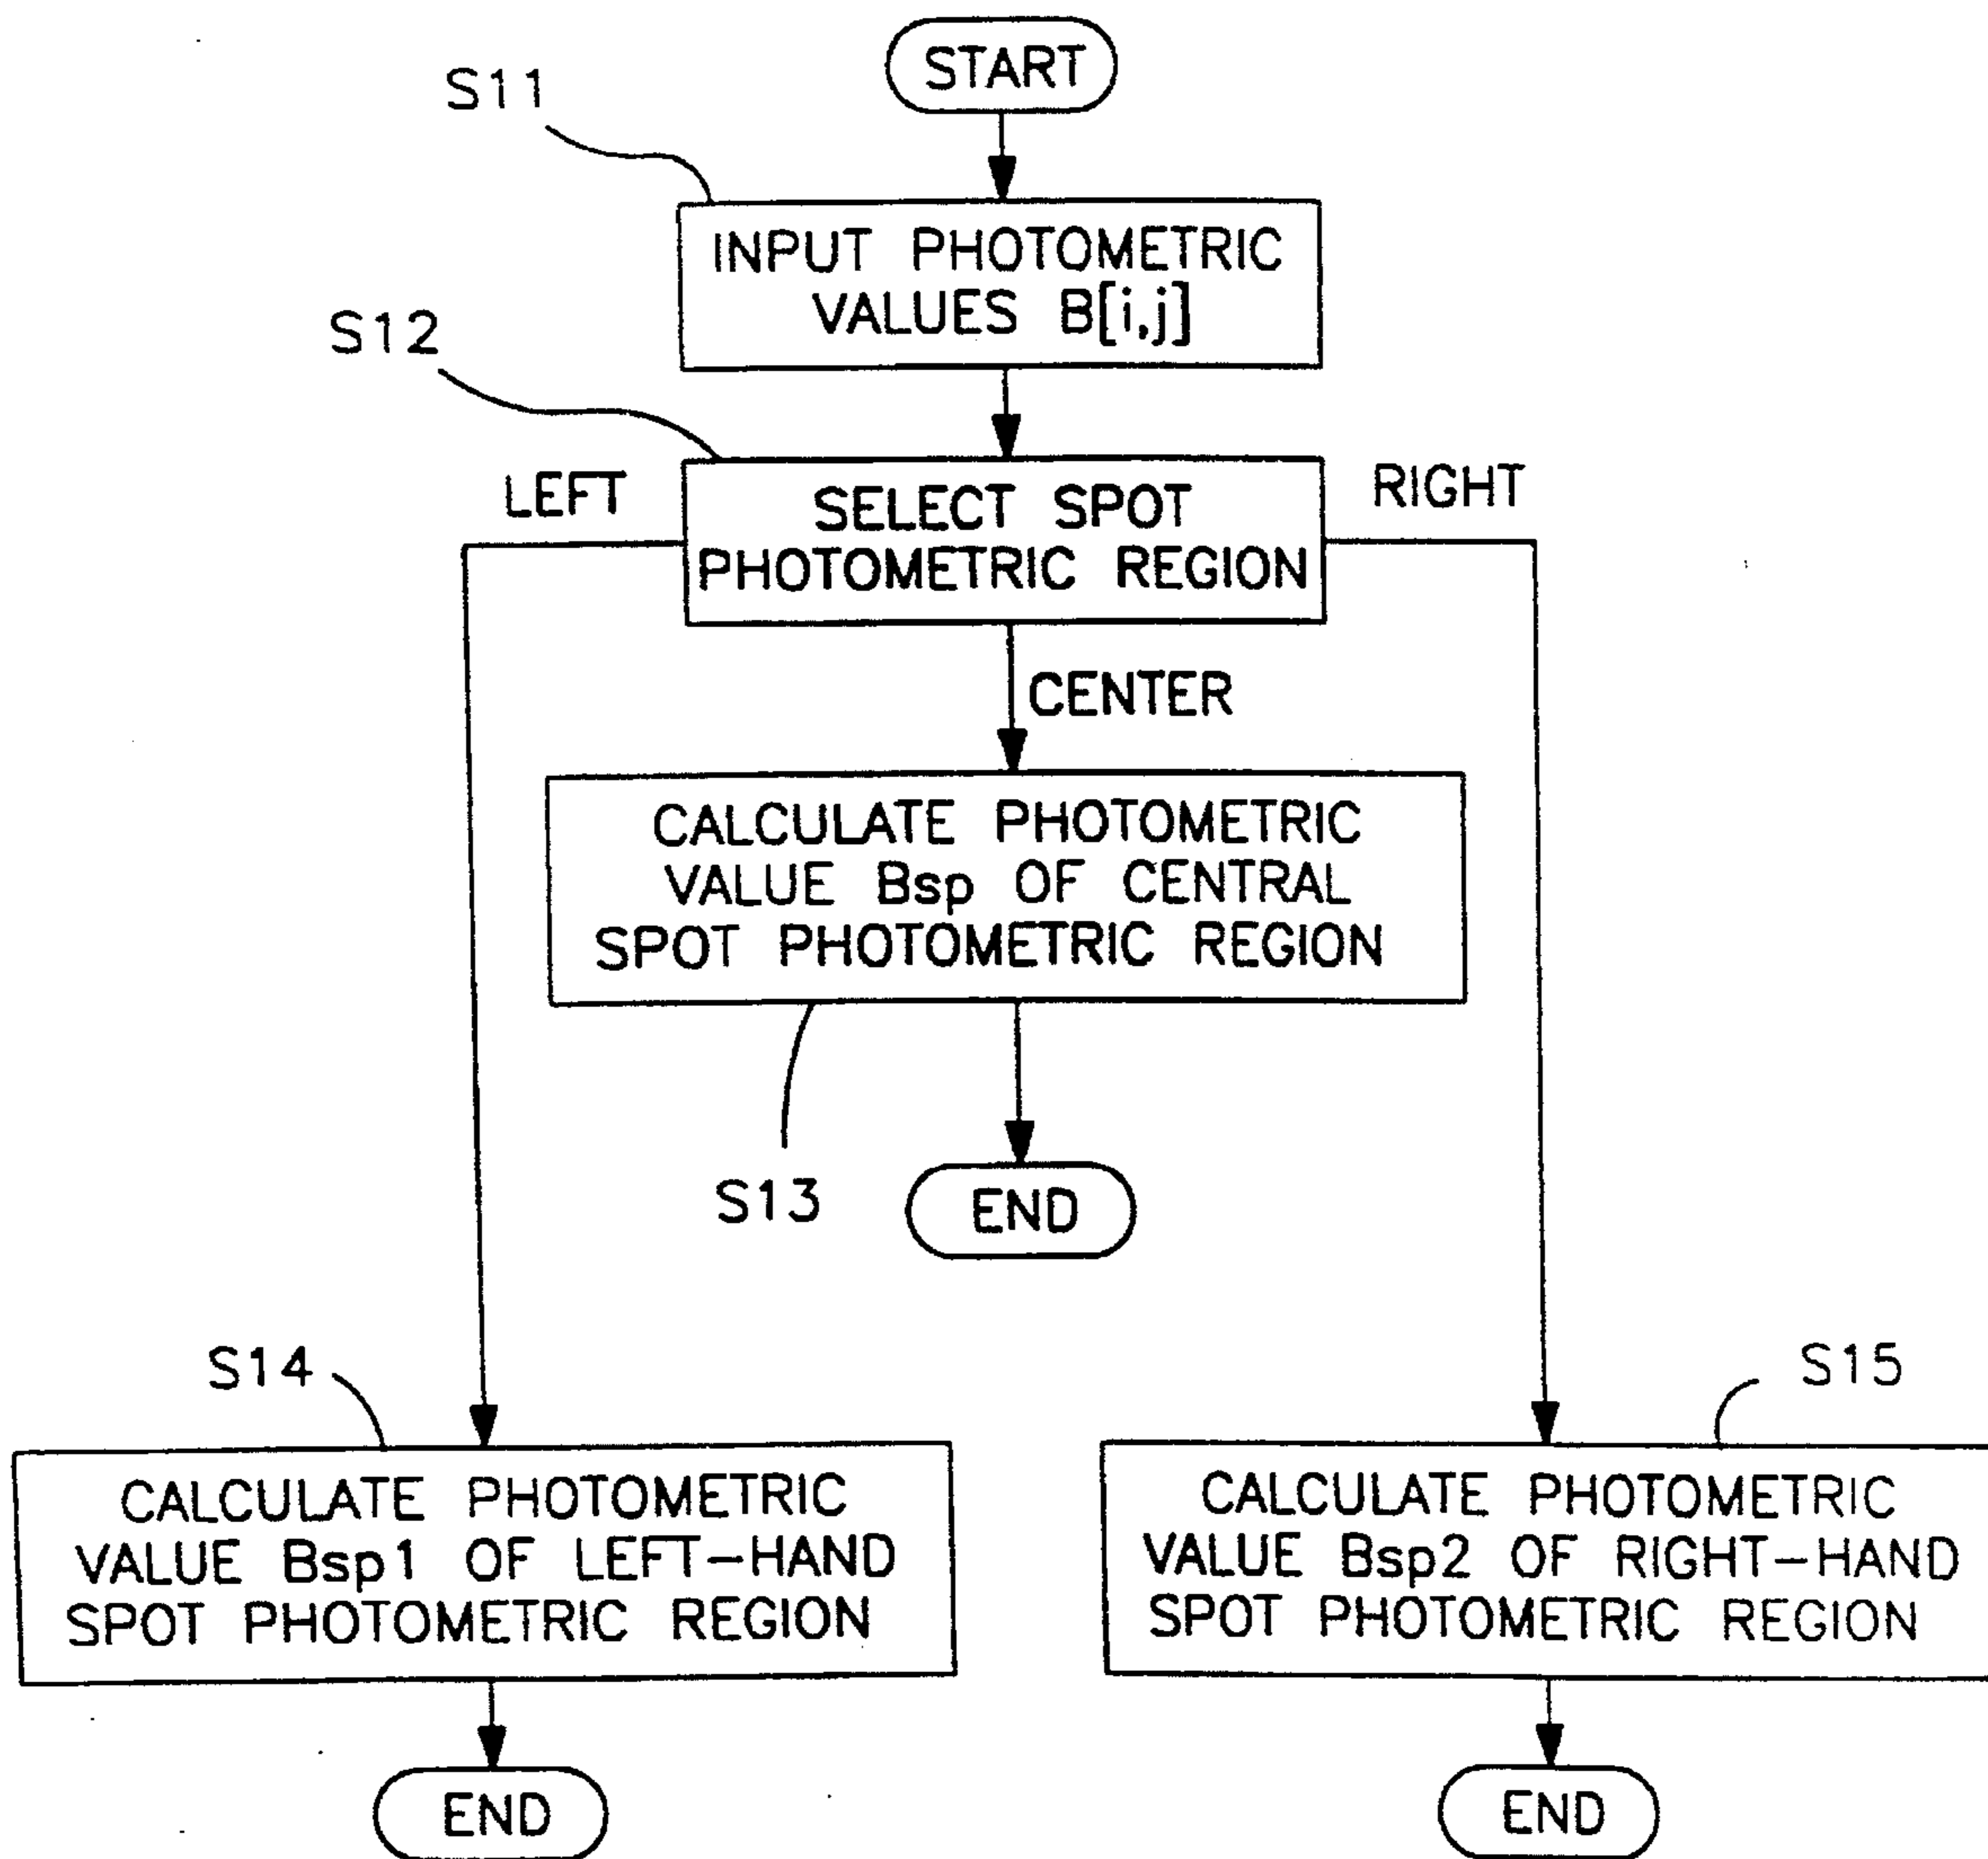 START
S11
INPUT PHOTOMETRIC
VALUES B[i,j]
S12
LEFT
SELECT SPOT
PHOTOMETRIC REGION
RIGHT
CENTER
CALCULATE PHOTOMETRIC
VALUE Bsp OF CENTRAL
SPOT PHOTOMETRIC REGION
S13
END
S14
CALCULATE PHOTOMETRIC
VALUE Bsp1 OF LEFT-HAND
SPOT PHOTOMETRIC REGION
END
S15
CALCULATE PHOTOMETRIC
VALUE Bsp2 OF RIGHT-HAND
SPOT PHOTOMETRIC REGION
END